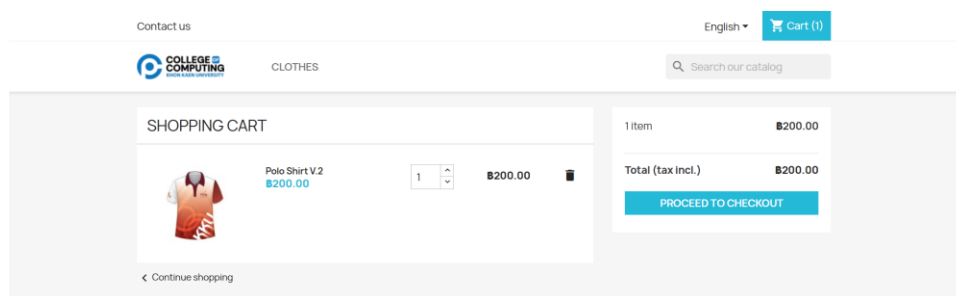 Contact us
English
Cart (1)
COLLEGE OF
COMPUTING
KHON KAEN UNIVERSITY
CLOTHES
Search our catalog
SHOPPING CART
Polo Shirt V.2
฿200.00
1
฿200.00
KKU
Continue shopping
1 item ฿200.00
Total (tax incl.) ฿200.00
PROCEED TO CHECKOUT